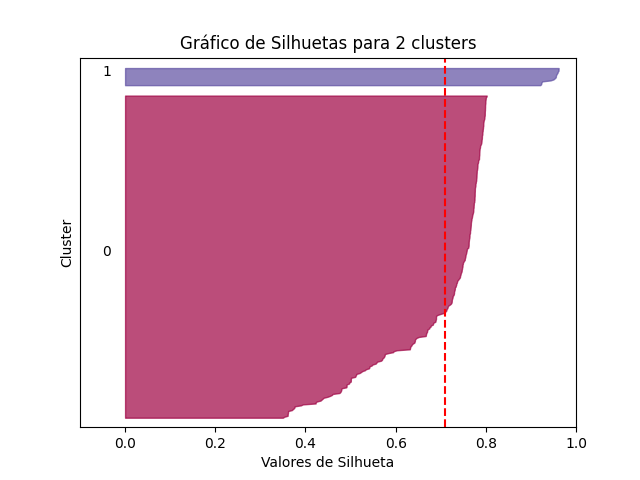 Gráfico de Silhuetas para 2 clusters
1
0
Cluster
0.0 0.2 0.4 0.6 0.8 1.0
Valores de Silhueta